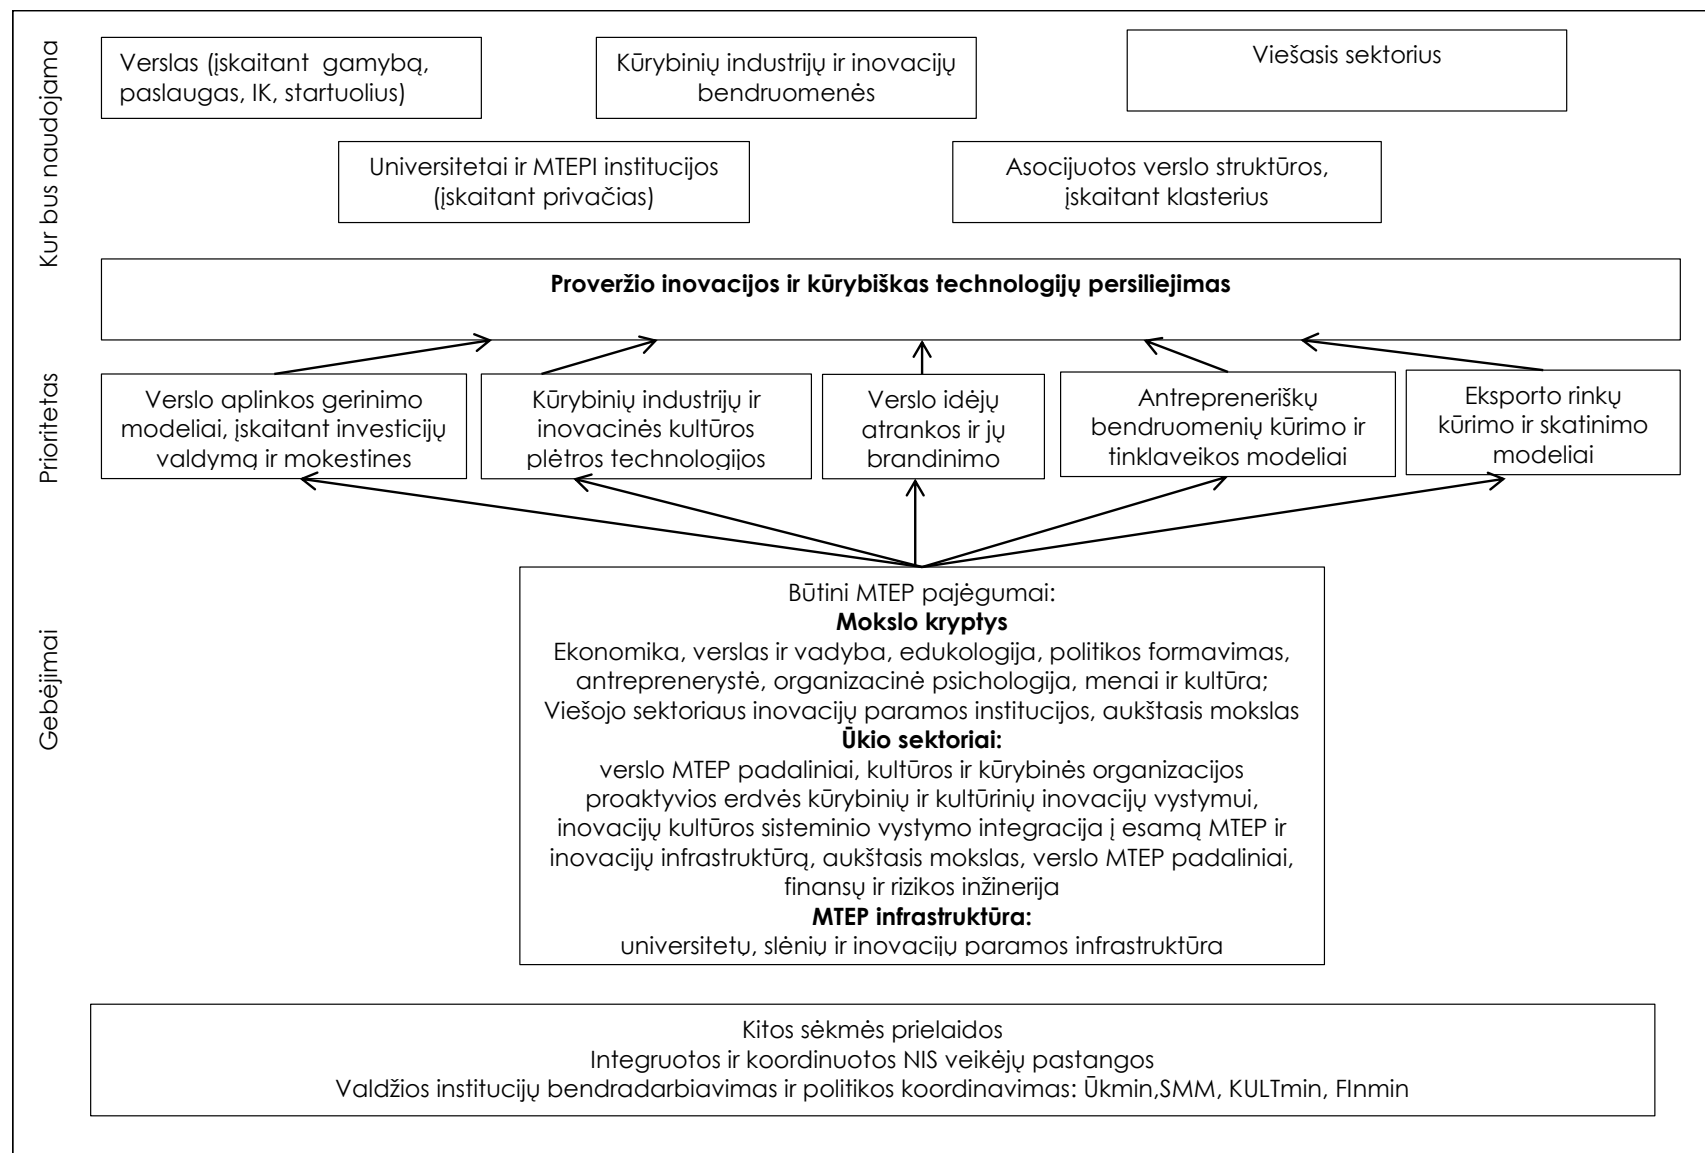 Kur bus naudojama
Verslas (įskaitant gamybą,
paslaugas, IK, startuolius)
Kūrybinių industrijų ir inovacijų
bendruomenės
Viešasis sektorius
Universitetai ir MTEPI institucijos
(įskaitant privačias)
Asocijuotos verslo struktūros,
įskaitant klasterius
Proveržio inovacijos ir kūrybiškas technologijų persiliejimas
Prioritetas
Verslo aplinkos gerinimo
modeliai, įskaitant investicijų
valdymą ir mokestines
Kūrybinių industrijų ir
inovacinės kultūros
plėtros technologijos
Verslo idėjų
atrankos ir jų
brandinimo
Antrepreneriškų
bendruomenių kūrimo ir
tinklaveikos modeliai
Eksporto rinkų
kūrimo ir skatinimo
modeliai
Gebėjimai
Būtini MTEP pajėgumai:
Mokslo kryptys
Ekonomika, verslas ir vadyba, edukologija, politikos formavimas,
antreprenerystė, organizacinė psichologija, menai ir kultūra;
Viešojo sektoriaus inovacijų paramos institucijos, aukštasis mokslas
Ūkio sektoriai:
verslo MTEP padaliniai, kultūros ir kūrybinės organizacijos
proaktyvios erdvės kūrybinių ir kultūrinių inovacijų vystymui,
inovacijų kultūros sisteminio vystymo integracija į esamą MTEP ir
inovacijų infrastruktūrą, aukštasis mokslas, verslo MTEP padaliniai,
finansų ir rizikos inžinerija
MTEP infrastruktūra:
universitetų, slėnių ir inovacijų paramos infrastruktūra
Kitos sėkmės prielaidos
Integruotos ir koordinuotos NIS veikėjų pastangos
Valdžios institucijų bendradarbiavimas ir politikos koordinavimas: Ūkmin,SMM, KULTmin, FInmin